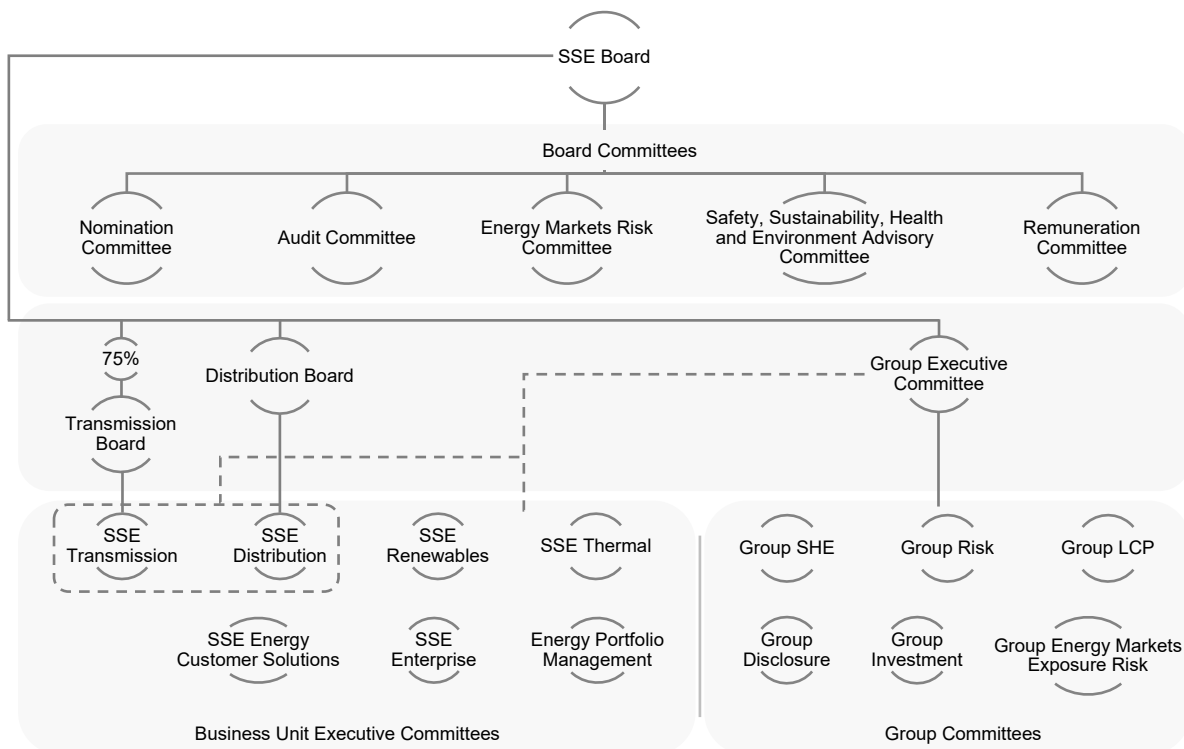 SSE Board
Board Committees
Nomination
Committee
Audit Committee
Energy Markets Risk
Committee
Safety, Sustainability, Health
and Environment Advisory
Committee
Remuneration
Committee
75%
Transmission
Board
Distribution Board
Group Executive
Committee
SSE
Transmission
SSE
Distribution
SSE
Renewables
SSE Thermal
Group SHE
Group Risk
Group LCP
SSE Energy
Customer Solutions
SSE
Enterprise
Energy Portfolio
Management
Group
Disclosure
Group
Investment
Group Energy Markets
Exposure Risk
Business Unit Executive Committees
Group Committees